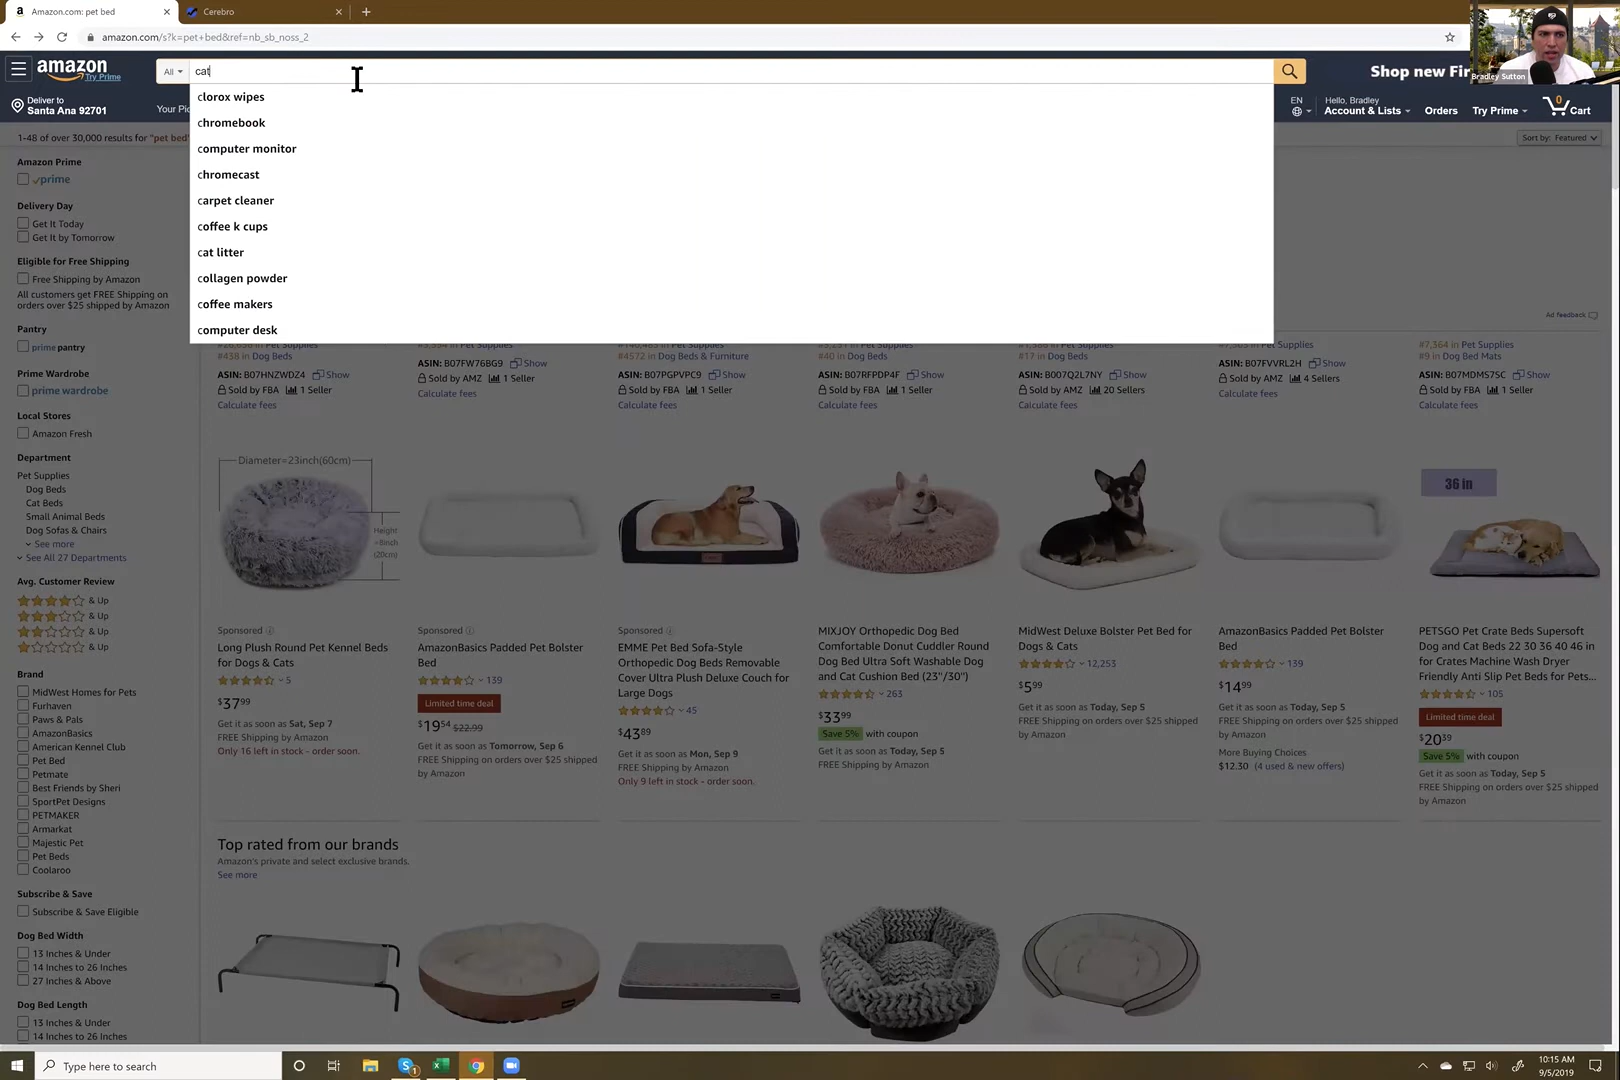 Amazon.com: pet bed
Cerebro
amazon.com/s?k=pet+bed&ref=nb_sb_noss_2
Bradley Sutton
amazon
Try Prime
All
cat
Shop new Fir
Deliver to
Santa Ana 92701
Your Pic
EN
Hello, Bradley
Account & Lists
Orders
Try Prime
0
Cart
clorox wipes
chromebook
computer monitor
chromecast
carpet cleaner
coffee k cups
cat litter
collagen powder
coffee makers
computer desk
1-48 of over 30,000 results for "pet bed"
Sort by: Featured
Amazon Prime
prime
Delivery Day
Get It Today
Get It by Tomorrow
Eligible for Free Shipping
Free Shipping by Amazon
All customers get FREE Shipping on
orders over $25 shipped by Amazon
Pantry
prime pantry
Prime Wardrobe
prime wardrobe
Local Stores
Amazon Fresh
Department
Pet Supplies
Dog Beds
Cat Beds
Small Animal Beds
Dog Sofas & Chairs
See more
See All 27 Departments
Avg. Customer Review
& Up
& Up
& Up
& Up
Brand
MidWest Homes for Pets
Furhaven
Paws & Pals
AmazonBasics
American Kennel Club
Pet Bed
Petmate
Best Friends by Sheri
SportPet Designs
PETMAKER
Armarkat
Majestic Pet
Pet Beds
Coolaroo
Subscribe & Save
Subscribe & Save Eligible
Dog Bed Width
13 Inches & Under
14 Inches to 26 Inches
27 Inches & Above
Dog Bed Length
13 Inches & Under
14 Inches to 26 Inches
Ad feedback
#438 in Dog Beds
ASIN: B07HNZWDZ4 Show
Sold by FBA 1 Seller
Calculate fees
ASIN: B07FW76BG9 Show
Sold by AMZ 1 Seller
Calculate fees
#4572 in Dog Beds & Furniture
ASIN: B07PGPVPC9 Show
Sold by FBA 1 Seller
Calculate fees
#40 in Dog Beds
ASIN: B07RFPDP4F Show
Sold by FBA 1 Seller
Calculate fees
#17 in Dog Beds
ASIN: B007Q2L7NY Show
Sold by AMZ 20 Sellers
Calculate fees
ASIN: B07FVVRL2H Show
Sold by AMZ 4 Sellers
Calculate fees
#9 in Dog Bed Mats
ASIN: B07MDMS7SC Show
Sold by FBA 1 Seller
Calculate fees
Diameter=23inch(60cm)
Height
(20cm)
36 in
Sponsored
Long Plush Round Pet Kennel Beds
for Dogs & Cats
5
$37 99
Get it as soon as Sat, Sep 7
FREE Shipping by Amazon
Only 16 left in stock - order soon.
Sponsored
AmazonBasics Padded Pet Bolster
Bed
139
Limited time deal
$19 54 $22.99
Get it as soon as Tomorrow, Sep 6
FREE Shipping on orders over $25
shipped by Amazon
Sponsored
EMME Pet Bed Sofa-Style
Orthopedic Dog Beds Removable
Cover Ultra Plush Deluxe Couch for
Large Dogs
45
$43 89
Get it as soon as Mon, Sep 9
FREE Shipping by Amazon
Only 9 left in stock - order soon.
MIXJOY Orthopedic Dog Bed
Comfortable Donut Cuddler Round
Dog Bed Ultra Soft Washable Dog
and Cat Cushion Bed (23"/30")
263
$33 99
Save 5% with coupon
Get it as soon as Today, Sep 5
FREE Shipping by Amazon
MidWest Deluxe Bolster Pet Bed for
Dogs & Cats
12,253
$5 99
Get it as soon as Today, Sep 5
FREE Shipping on orders over $25 shipped
by Amazon
AmazonBasics Padded Pet Bolster
Bed
139
$14 99
Get it as soon as Today, Sep 5
FREE Shipping on orders over $25 shipped
by Amazon
More Buying Choices
$12.30 (4 used & new offers)
PETSGO Pet Crate Beds Supersoft
Dog and Cat Beds 22 30 36 40 46 in
for Crates Machine Wash Dryer
Friendly Anti Slip Pet Beds for Pets...
105
Limited time deal
$20 39
Save 5% with coupon
Get it as soon as Today, Sep 5
FREE Shipping on orders over $25 shipped
by Amazon
Top rated from our brands
Amazon's private and select exclusive brands.
See more
Type here to search
10:15 AM
9/5/2019